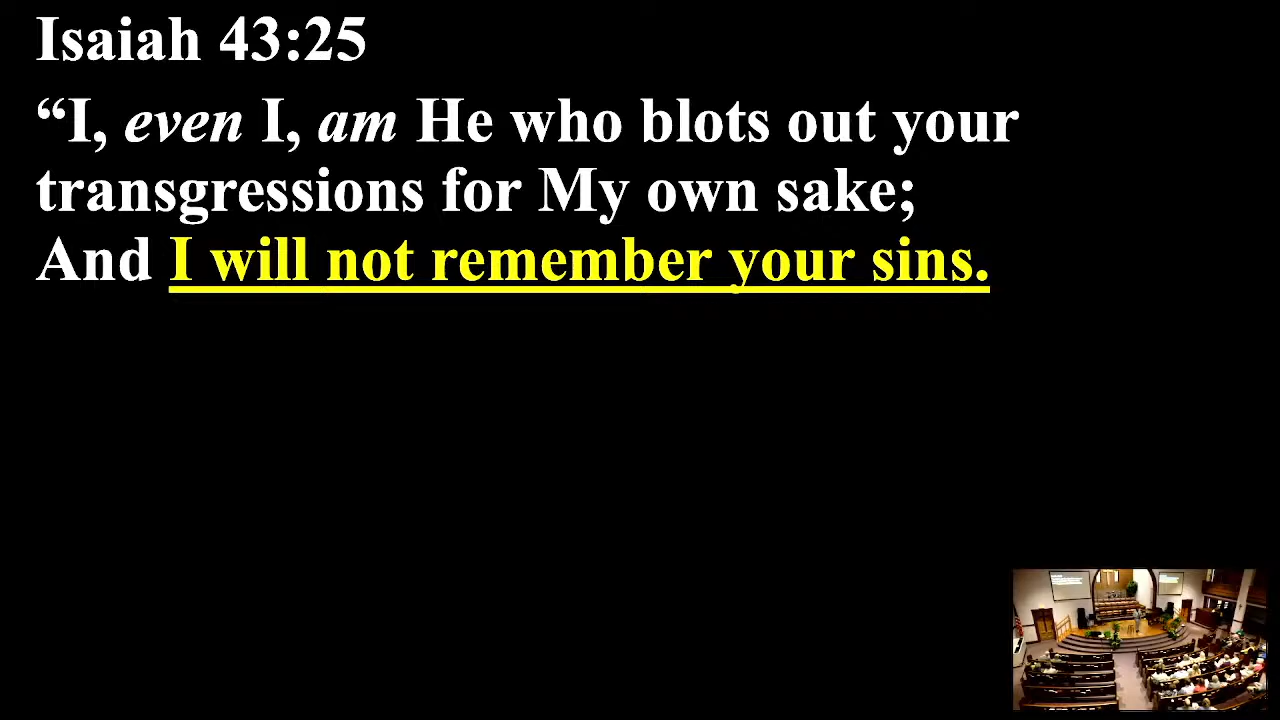 Isaiah 43:25
“I, even I, am He who blots out your
transgressions for My own sake;
And I will not remember your sins.